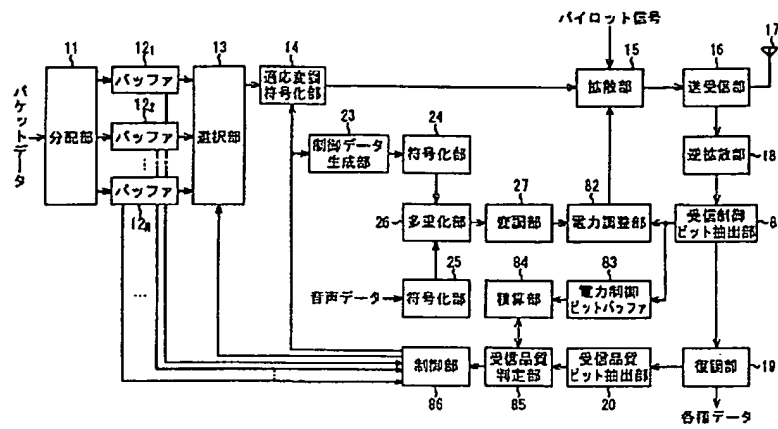 パイロット信号
11
12₁
13
14
15
16
17
バッファ
適応変調
符号化部
拡散部
送受信部
パケットデータ
分配部
12₂
バッファ
選択部
23
24
制御データ
生成部
符号化部
逆拡散部
18
バッファ
12N
27
82
26
多重化部
変調部
電力調整部
受信制御
ビット抽出部
25
84
83
音声データ
符号化部
積算部
電力制御
ビットバッファ
制御部
受信品質
判定部
受信品質
ビット抽出部
復調部
19
86
85
20
各種データ